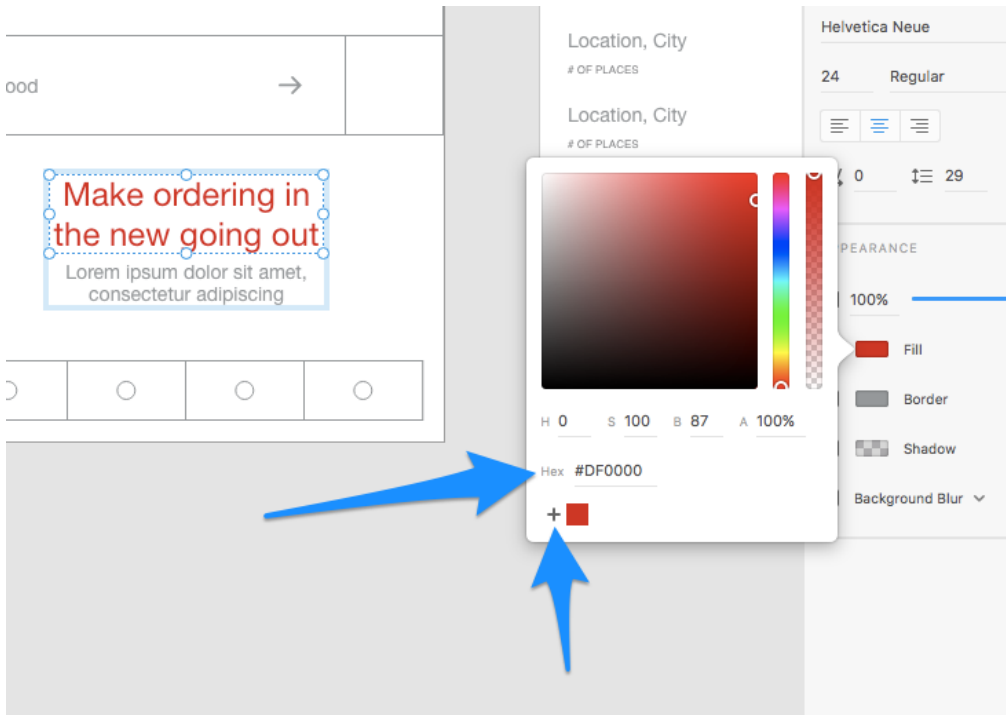 ood
Make ordering in
the new going out
Lorem ipsum dolor sit amet,
consectetur adipiscing
Location, City
# OF PLACES
Location, City
# OF PLACES
H 0 S 100 B 87 A 100%
Hex #DF0000
+
Helvetica Neue
24 Regular
0 29
PEARANCE
100%
Fill
Border
Shadow
Background Blur